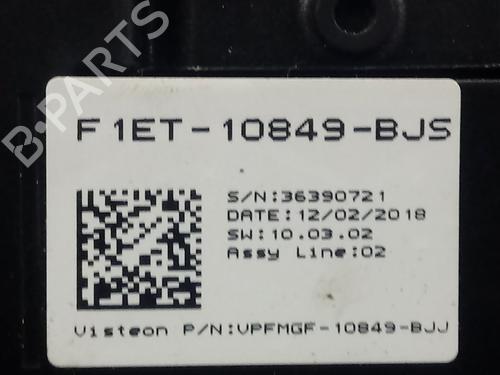 B-PARTS
F1ET-10849-BJS
S/N:36390721
DATE:12/02/2018
SW:10.03.02
Assy Line:02
Visteon P/N:VPFMGF-10849-BJJ